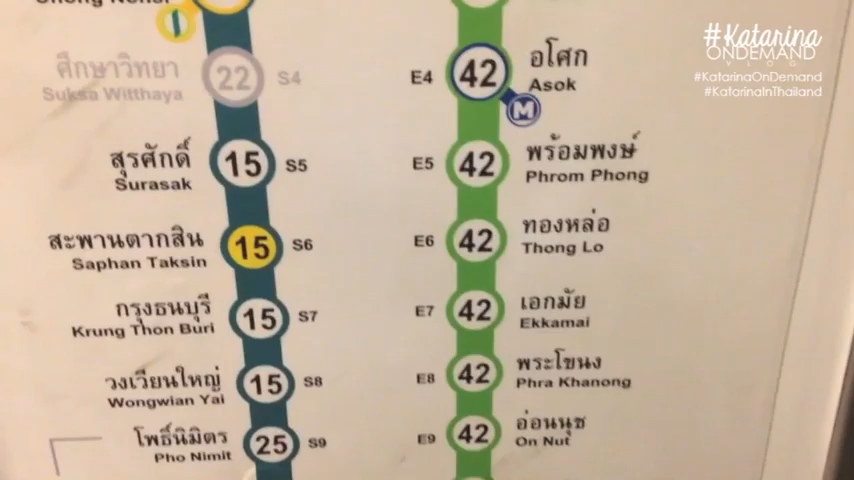 #Katarina
ONDEMAND
VLOG
#KatarinaOnDemand
#KatarinaInThailand
Chong Nonsi
ศึกษาวิทยา
Suksa Witthaya
22
S4
สุรศักดิ์
Surasak
15
S5
สะพานตากสิน
Saphan Taksin
15
S6
กรุงธนบุรี
Krung Thon Buri
15
S7
วงเวียนใหญ่
Wongwian Yai
15
S8
โพธิ์นิมิตร
Pho Nimit
25
S9
E4
42
อโศก
Asok
M
E5
42
พร้อมพงษ์
Phrom Phong
E6
42
ทองหล่อ
Thong Lo
E7
42
เอกมัย
Ekkamai
E8
42
พระโขนง
Phra Khanong
E9
42
อ่อนนุช
On Nut